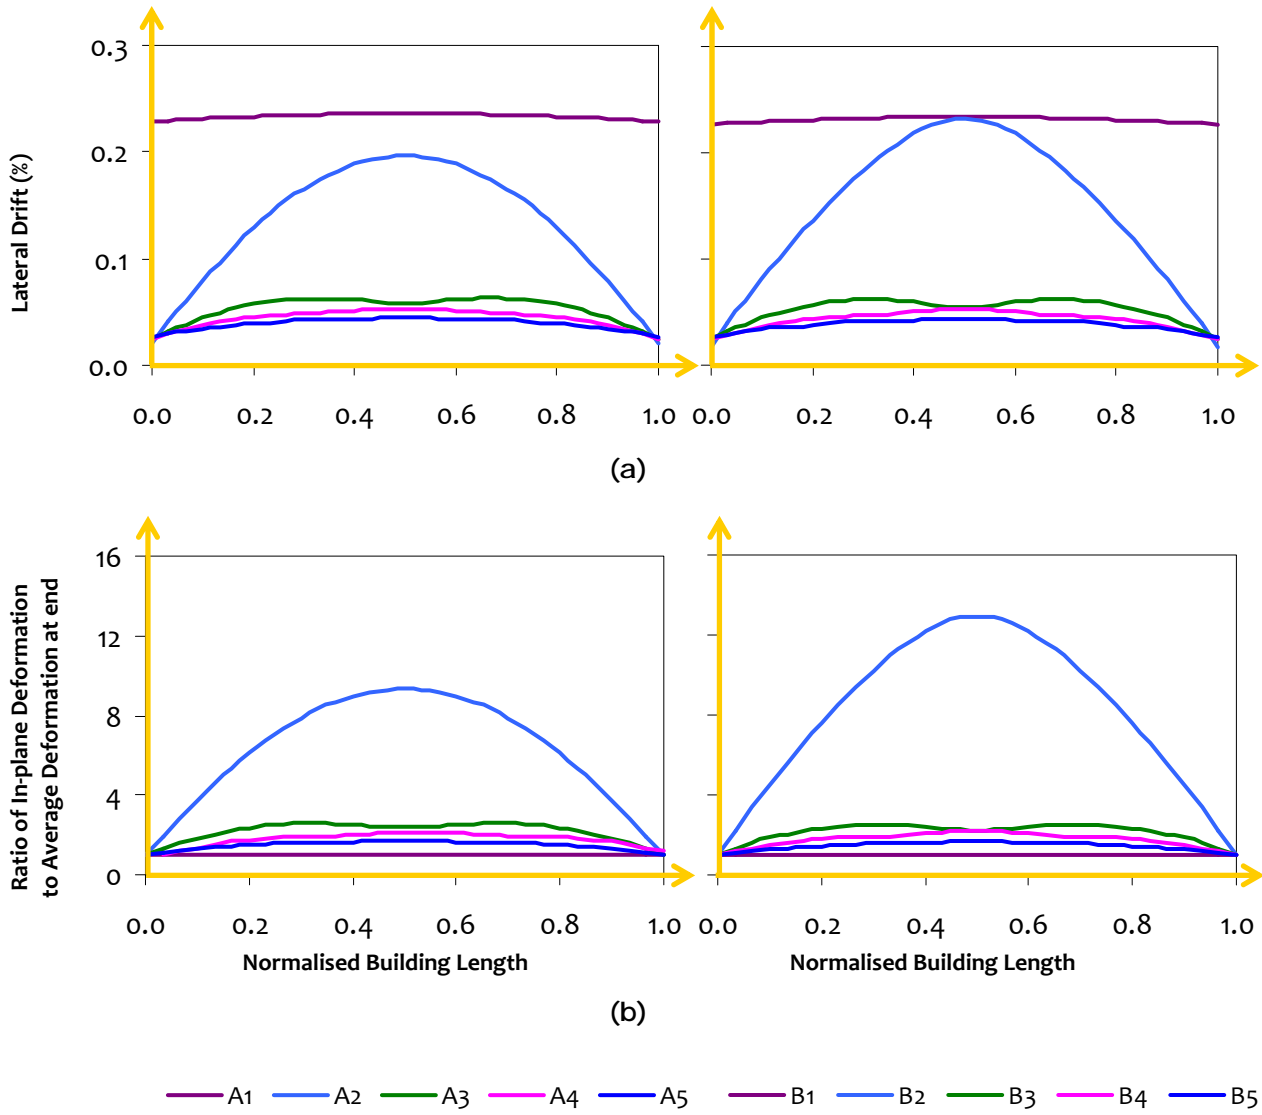 Lateral Drift (%)
0.3
0.2
0.1
0.0
0.0 0.2 0.4 0.6 0.8 1.0
0.0 0.2 0.4 0.6 0.8 1.0
(a)
Ratio of In-plane Deformation
to Average Deformation at end
16
12
8
4
0
0.0 0.2 0.4 0.6 0.8 1.0
0.0 0.2 0.4 0.6 0.8 1.0
Normalised Building Length
Normalised Building Length
(b)
A1 A2 A3 A4 A5 B1 B2 B3 B4 B5